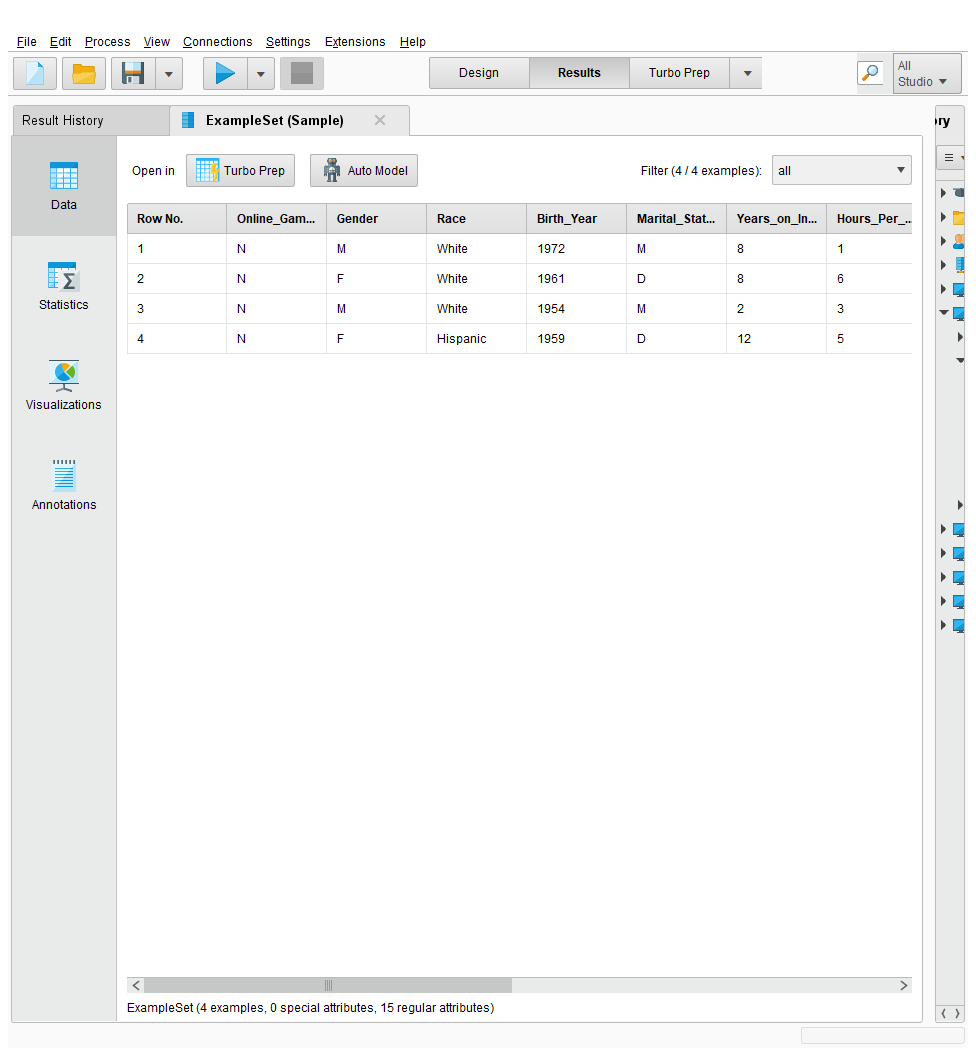 File Edit Process View Connections Settings Extensions Help
Design Results Turbo Prep
All
Studio
Result History ExampleSet (Sample) ory
Open in Turbo Prep Auto Model Filter (4 / 4 examples): all
Data
Statistics
Visualizations
Annotations
Row No. Online_Gam... Gender Race Birth_Year Marital_Stat... Years_on_In... Hours_Per_...
1 N M White 1972 M 8 1
2 N F White 1961 D 8 6
3 N M White 1954 M 2 3
4 N F Hispanic 1959 D 12 5
ExampleSet (4 examples, 0 special attributes, 15 regular attributes)